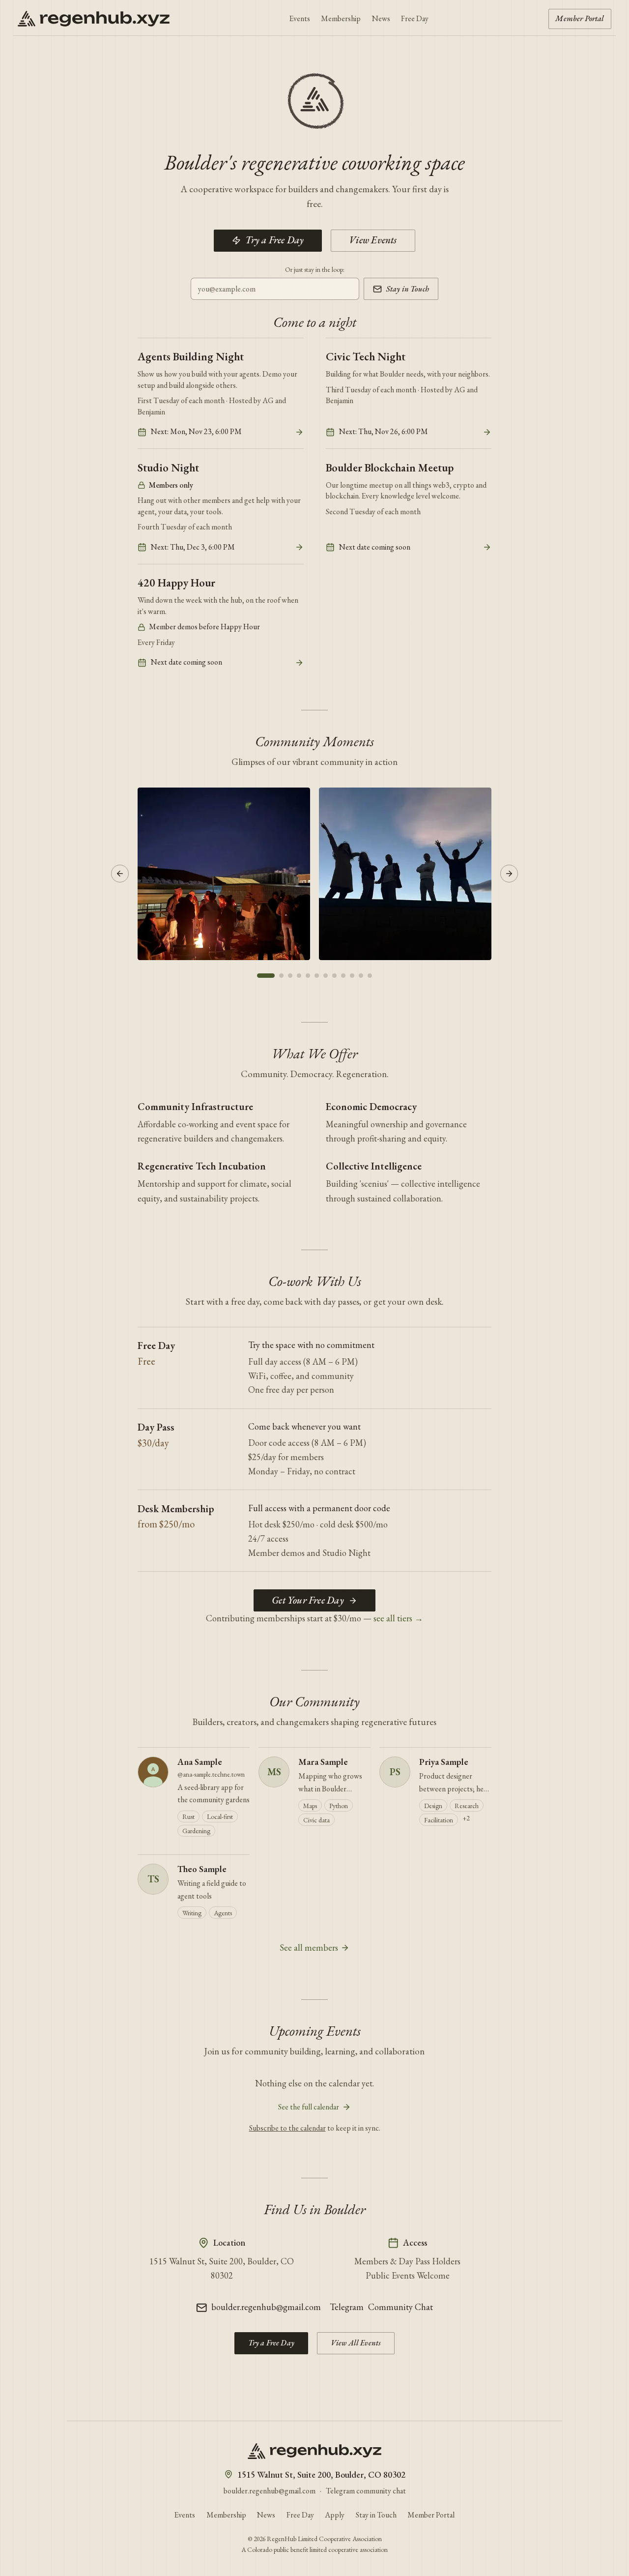 regenhub.xyz
Events Membership News Free Day
Member Portal
Boulder's regenerative coworking space
A cooperative workspace for builders and changemakers. Your first day is
free.
Try a Free Day
View Events
Or just stay in the loop:
you@example.com
Stay in Touch
Come to a night
Agents Building Night
Show us how you build with your agents. Demo your
setup and build alongside others.
First Tuesday of each month · Hosted by AG and
Benjamin
Next: Mon, Nov 23, 6:00 PM
Civic Tech Night
Building for what Boulder needs, with your neighbors.
Third Tuesday of each month · Hosted by AG and
Benjamin
Next: Thu, Nov 26, 6:00 PM
Studio Night
Members only
Hang out with other members and get help with your
agent, your data, your tools.
Fourth Tuesday of each month
Next: Thu, Dec 3, 6:00 PM
Boulder Blockchain Meetup
Our longtime meetup on all things web3, crypto and
blockchain. Every knowledge level welcome.
Second Tuesday of each month
Next date coming soon
420 Happy Hour
Wind down the week with the hub, on the roof when
it's warm.
Member demos before Happy Hour
Every Friday
Next date coming soon
Community Moments
Glimpses of our vibrant community in action
What We Offer
Community. Democracy. Regeneration.
Community Infrastructure
Affordable co-working and event space for
regenerative builders and changemakers.
Economic Democracy
Meaningful ownership and governance
through profit-sharing and equity.
Regenerative Tech Incubation
Mentorship and support for climate, social
equity, and sustainability projects.
Collective Intelligence
Building 'scenius' — collective intelligence
through sustained collaboration.
Co-work With Us
Start with a free day, come back with day passes, or get your own desk.
Free Day
Free
Try the space with no commitment
Full day access (8 AM – 6 PM)
WiFi, coffee, and community
One free day per person
Day Pass
$30/day
Come back whenever you want
Door code access (8 AM – 6 PM)
$25/day for members
Monday – Friday, no contract
Desk Membership
from $250/mo
Full access with a permanent door code
Hot desk $250/mo · cold desk $500/mo
24/7 access
Member demos and Studio Night
Get Your Free Day →
Contributing memberships start at $30/mo — see all tiers →
Our Community
Builders, creators, and changemakers shaping regenerative futures
Ana Sample
@ana-sample.techne.town
A seed-library app for
the community gardens
Rust Local-first
Gardening
MS
Mara Sample
Mapping who grows
what in Boulder…
Maps Python
Civic data
PS
Priya Sample
Product designer
between projects; he…
Design Research
Facilitation +2
TS
Theo Sample
Writing a field guide to
agent tools
Writing Agents
See all members →
Upcoming Events
Join us for community building, learning, and collaboration
Nothing else on the calendar yet.
See the full calendar →
Subscribe to the calendar to keep it in sync.
Find Us in Boulder
Location
1515 Walnut St, Suite 200, Boulder, CO
80302
Access
Members & Day Pass Holders
Public Events Welcome
boulder.regenhub@gmail.com Telegram Community Chat
Try a Free Day
View All Events
regenhub.xyz
1515 Walnut St, Suite 200, Boulder, CO 80302
boulder.regenhub@gmail.com · Telegram community chat
Events Membership News Free Day Apply Stay in Touch Member Portal
© 2026 RegenHub Limited Cooperative Association
A Colorado public benefit limited cooperative association